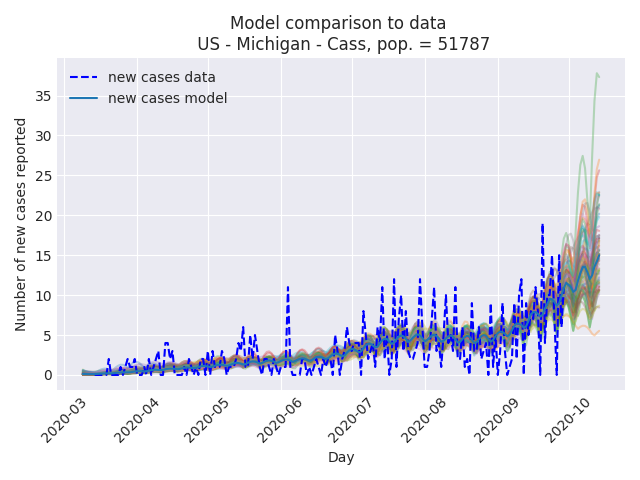 Model comparison to data
US - Michigan - Cass, pop. = 51787
new cases data
new cases model
Number of new cases reported
35
30
25
20
15
10
5
0
2020-03
2020-04
2020-05
2020-06
2020-07
2020-08
2020-09
2020-10
Day